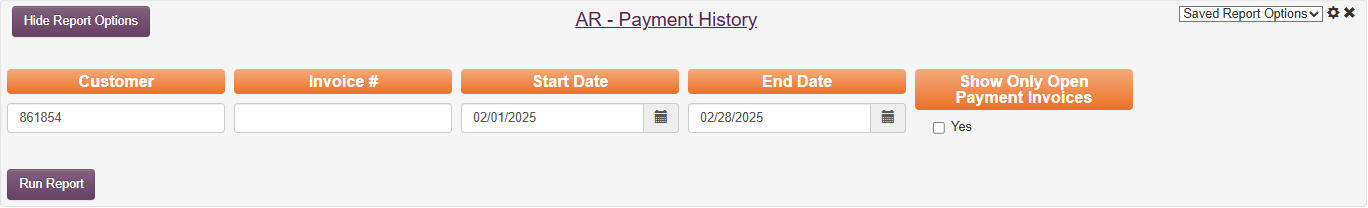 Hide Report Options
AR - Payment History
Saved Report Options
Customer
Invoice #
Start Date
End Date
Show Only Open
Payment Invoices
861854
02/01/2025
02/28/2025
Yes
Run Report